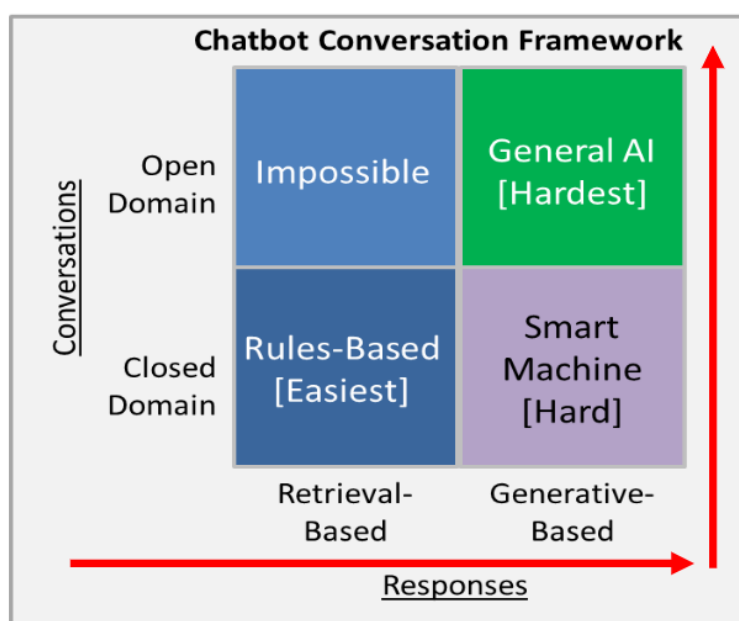 Chatbot Conversation Framework
Conversations
Open
Domain
Impossible
General AI
[Hardest]
Closed
Domain
Rules-Based
[Easiest]
Smart
Machine
[Hard]
Retrieval-
Based
Generative-
Based
Responses